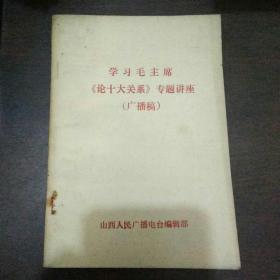 学习毛主席
《论十大关系》专题讲座
(广播稿)
山西人民广播电台编辑部